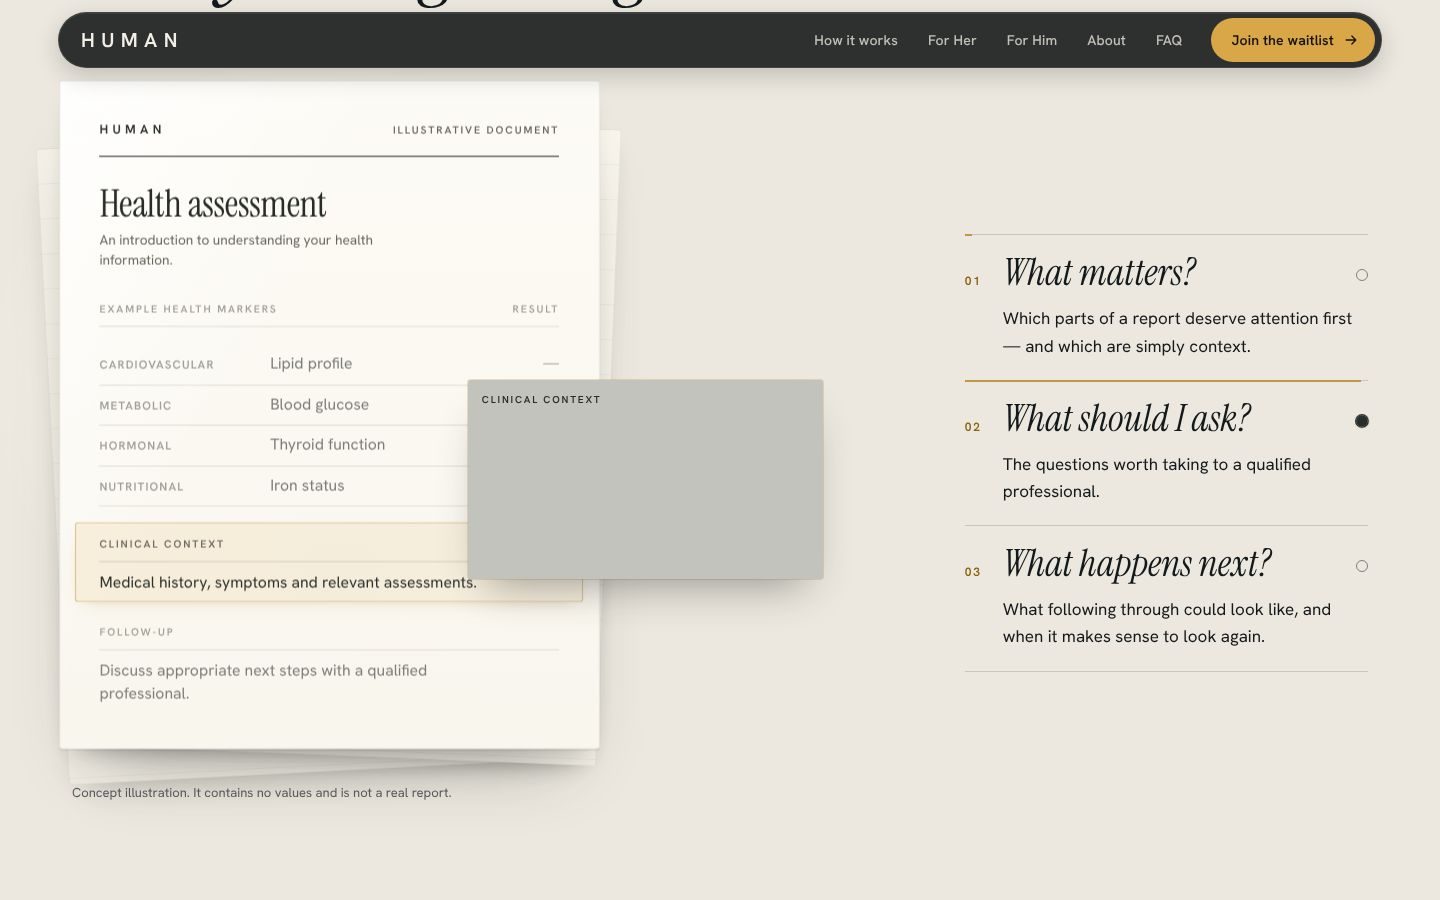 HUMAN
How it works
For Her
For Him
About
FAQ
Join the waitlist →
HUMAN
ILLUSTRATIVE DOCUMENT
Health assessment
An introduction to understanding your health
information.
EXAMPLE HEALTH MARKERS
RESULT
CARDIOVASCULAR
Lipid profile
—
METABOLIC
Blood glucose
HORMONAL
Thyroid function
NUTRITIONAL
Iron status
CLINICAL CONTEXT
Medical history, symptoms and relevant assessments.
FOLLOW-UP
Discuss appropriate next steps with a qualified
professional.
CLINICAL CONTEXT
Concept illustration. It contains no values and is not a real report.
01
What matters?
Which parts of a report deserve attention first
— and which are simply context.
02
What should I ask?
The questions worth taking to a qualified
professional.
03
What happens next?
What following through could look like, and
when it makes sense to look again.